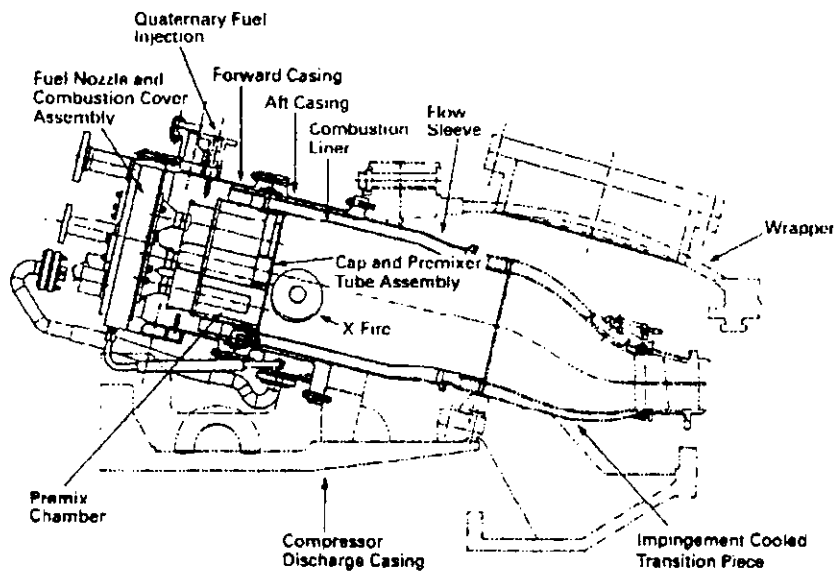 Quaternary Fuel
Injection
Fuel Nozzle and
Combustion Cover
Assembly
Forward Casing
Aft Casing
Combustion
Liner
Flow
Sleeve
Wrapper
Cap and Premixer
Tube Assembly
X Fire
Premix
Chamber
Compressor
Discharge Casing
Impingement Cooled
Transition Piece